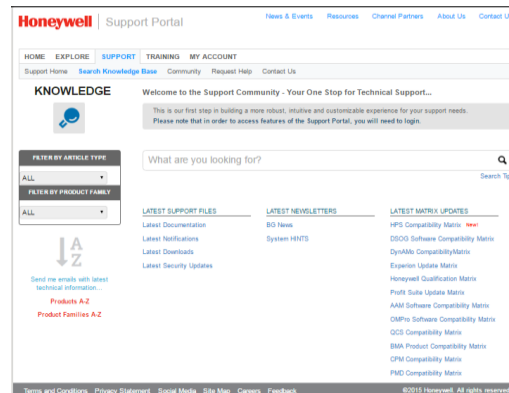 Honeywell | Support Portal
News & Events Resources Channel Partners About Us Contact U
HOME EXPLORE SUPPORT TRAINING MY ACCOUNT
Support Home Search Knowledge Base Community Request Help Contact Us
KNOWLEDGE
Welcome to the Support Community - Your One Stop for Technical Support...
This is our first step in building a more robust, intuitive and customizable experience for your support needs.
Please note that in order to access features of the Support Portal, you will need to login.
FILTER BY ARTICLE TYPE
ALL
FILTER BY PRODUCT FAMILY
ALL
A
Z
Send me emails with latest
technical information...
Products A-Z
Product Families A-Z
What are you looking for?
Search Tip
LATEST SUPPORT FILES
Latest Documentation
Latest Notifications
Latest Downloads
Latest Security Updates
LATEST NEWSLETTERS
BG News
System HINTS
LATEST MATRIX UPDATES
HPS Compatibility Matrix New!
DSOG Software Compatibility Matrix
DynAMo CompatibilityMatrix
Experion Update Matrix
Honeywell Qualification Matrix
Profit Suite Update Matrix
AAM Software Compatibility Matrix
OMPro Software Compatibility Matrix
QCS Compatibility Matrix
BMA Product Compatibility Matrix
CPM Compatibility Matrix
PMD Compatibility Matrix
Terms and Conditions Privacy Statement Social Media Site Map Careers Feedback ©2015 Honeywell. All rights reserved